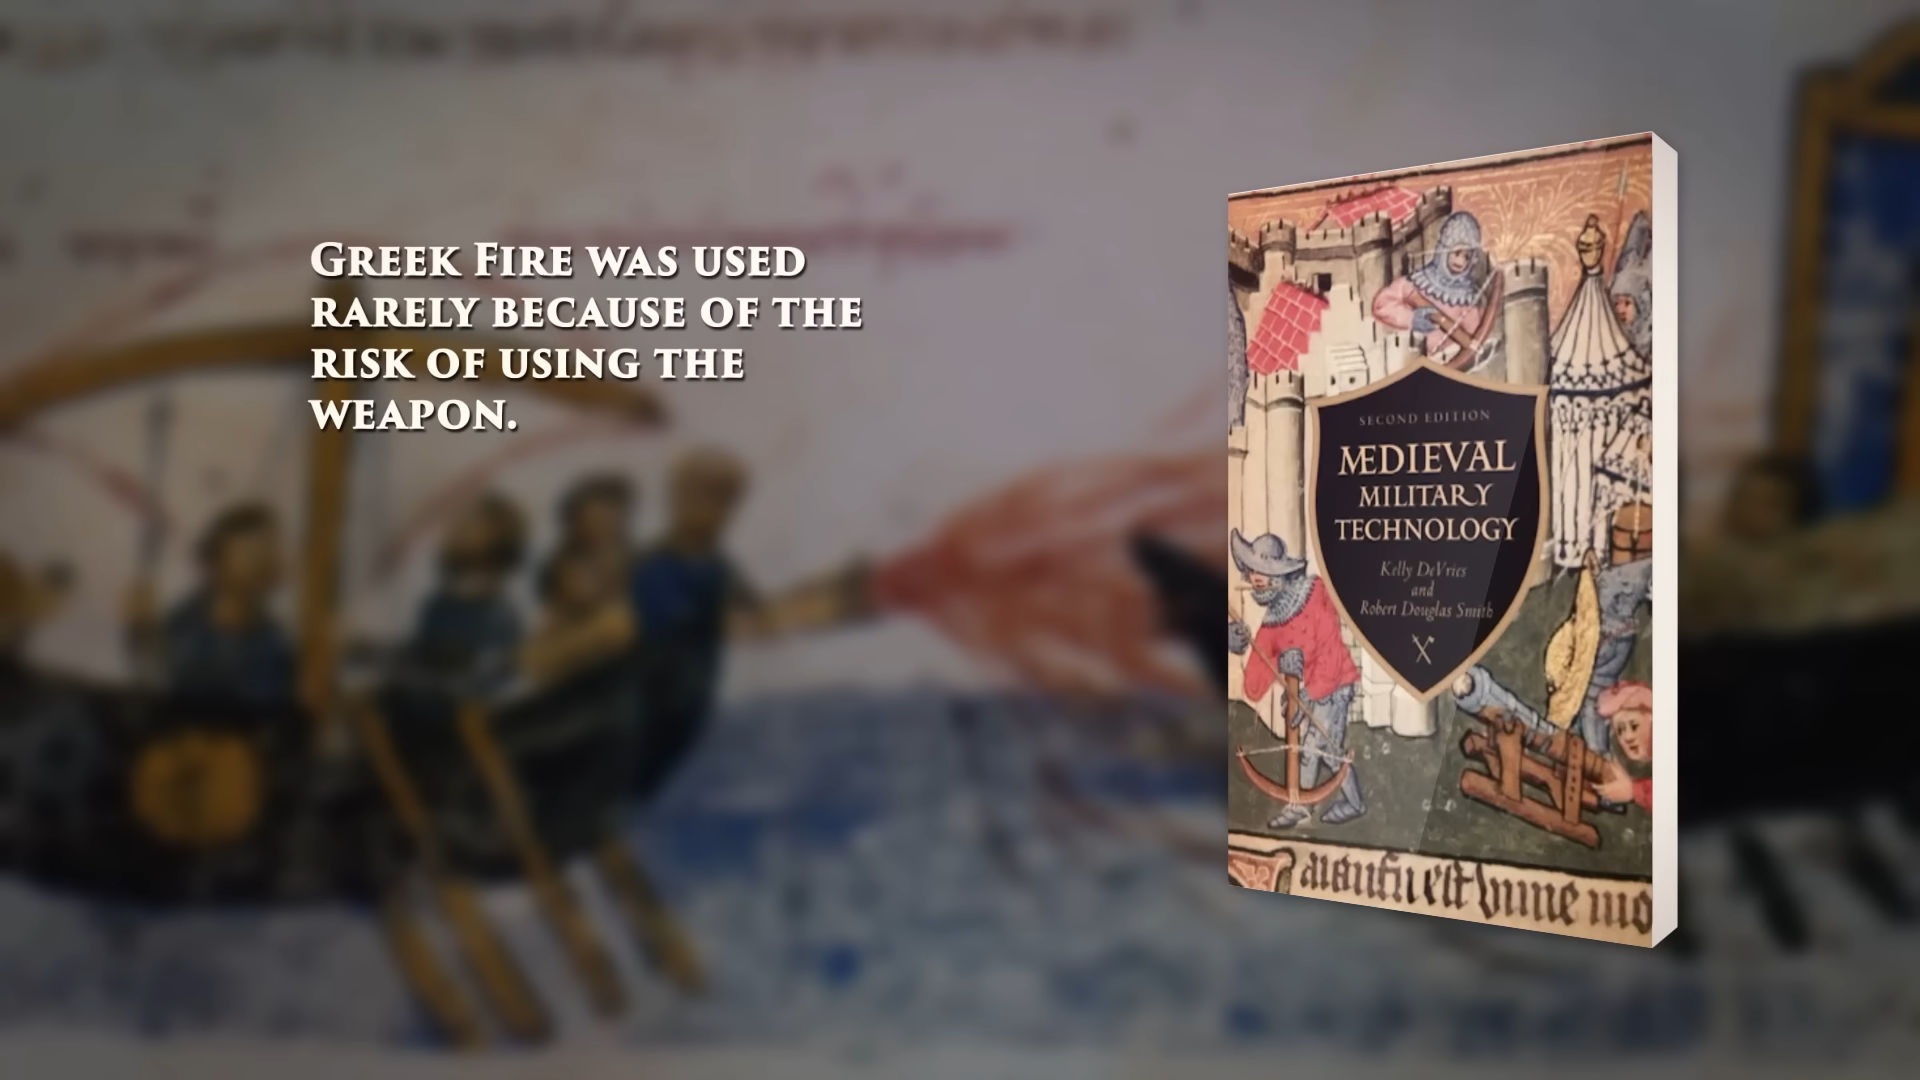 GREEK FIRE WAS USED
RARELY BECAUSE OF THE
RISK OF USING THE
WEAPON.
SECOND EDITION
MEDIEVAL
MILITARY
TECHNOLOGY
Kelly DeVries
and
Robert Douglas Smith